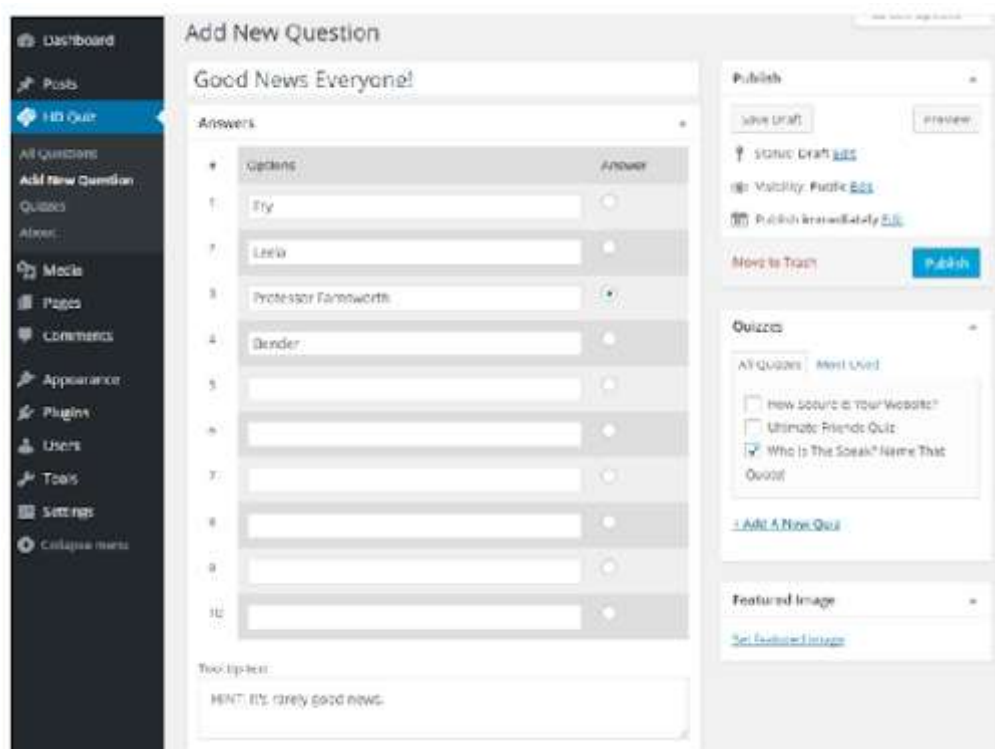 Dashboard
Posts
HD Quiz
All Questions
Add New Question
Quizzes
About
Media
Pages
Comments
Appearance
Plugins
Users
Tools
Settings
Collapse menu
Add New Question
Good News Everyone!
Answers
# Options Answer
1 Fry
2 Leela
3 Professor Farnsworth
4 Bender
5
6
7
8
9
10
Tool tip text
HINT: It's rarely good news.
Publish
Save Draft Preview
Status: Draft Edit
Visibility: Public Edit
Publish immediately Edit
Move to Trash Publish
Quizzes
All Quizzes Most Used
How Secure is Your Website?
Ultimate Friends Quiz
Who Is The Speak? Name That
Quote!
+ Add A New Quiz
Featured Image
Set featured image